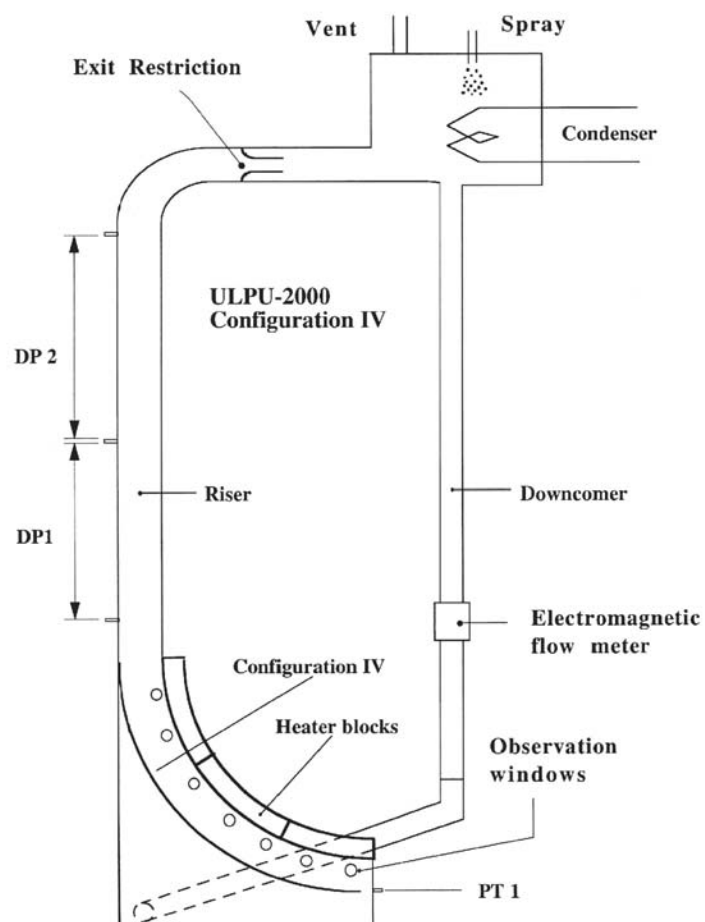 Vent
Spray
Exit Restriction
Condenser
ULPU-2000
Configuration IV
DP 2
Riser
Downcomer
DP1
Electromagnetic
flow meter
Configuration IV
Heater blocks
Observation
windows
PT 1